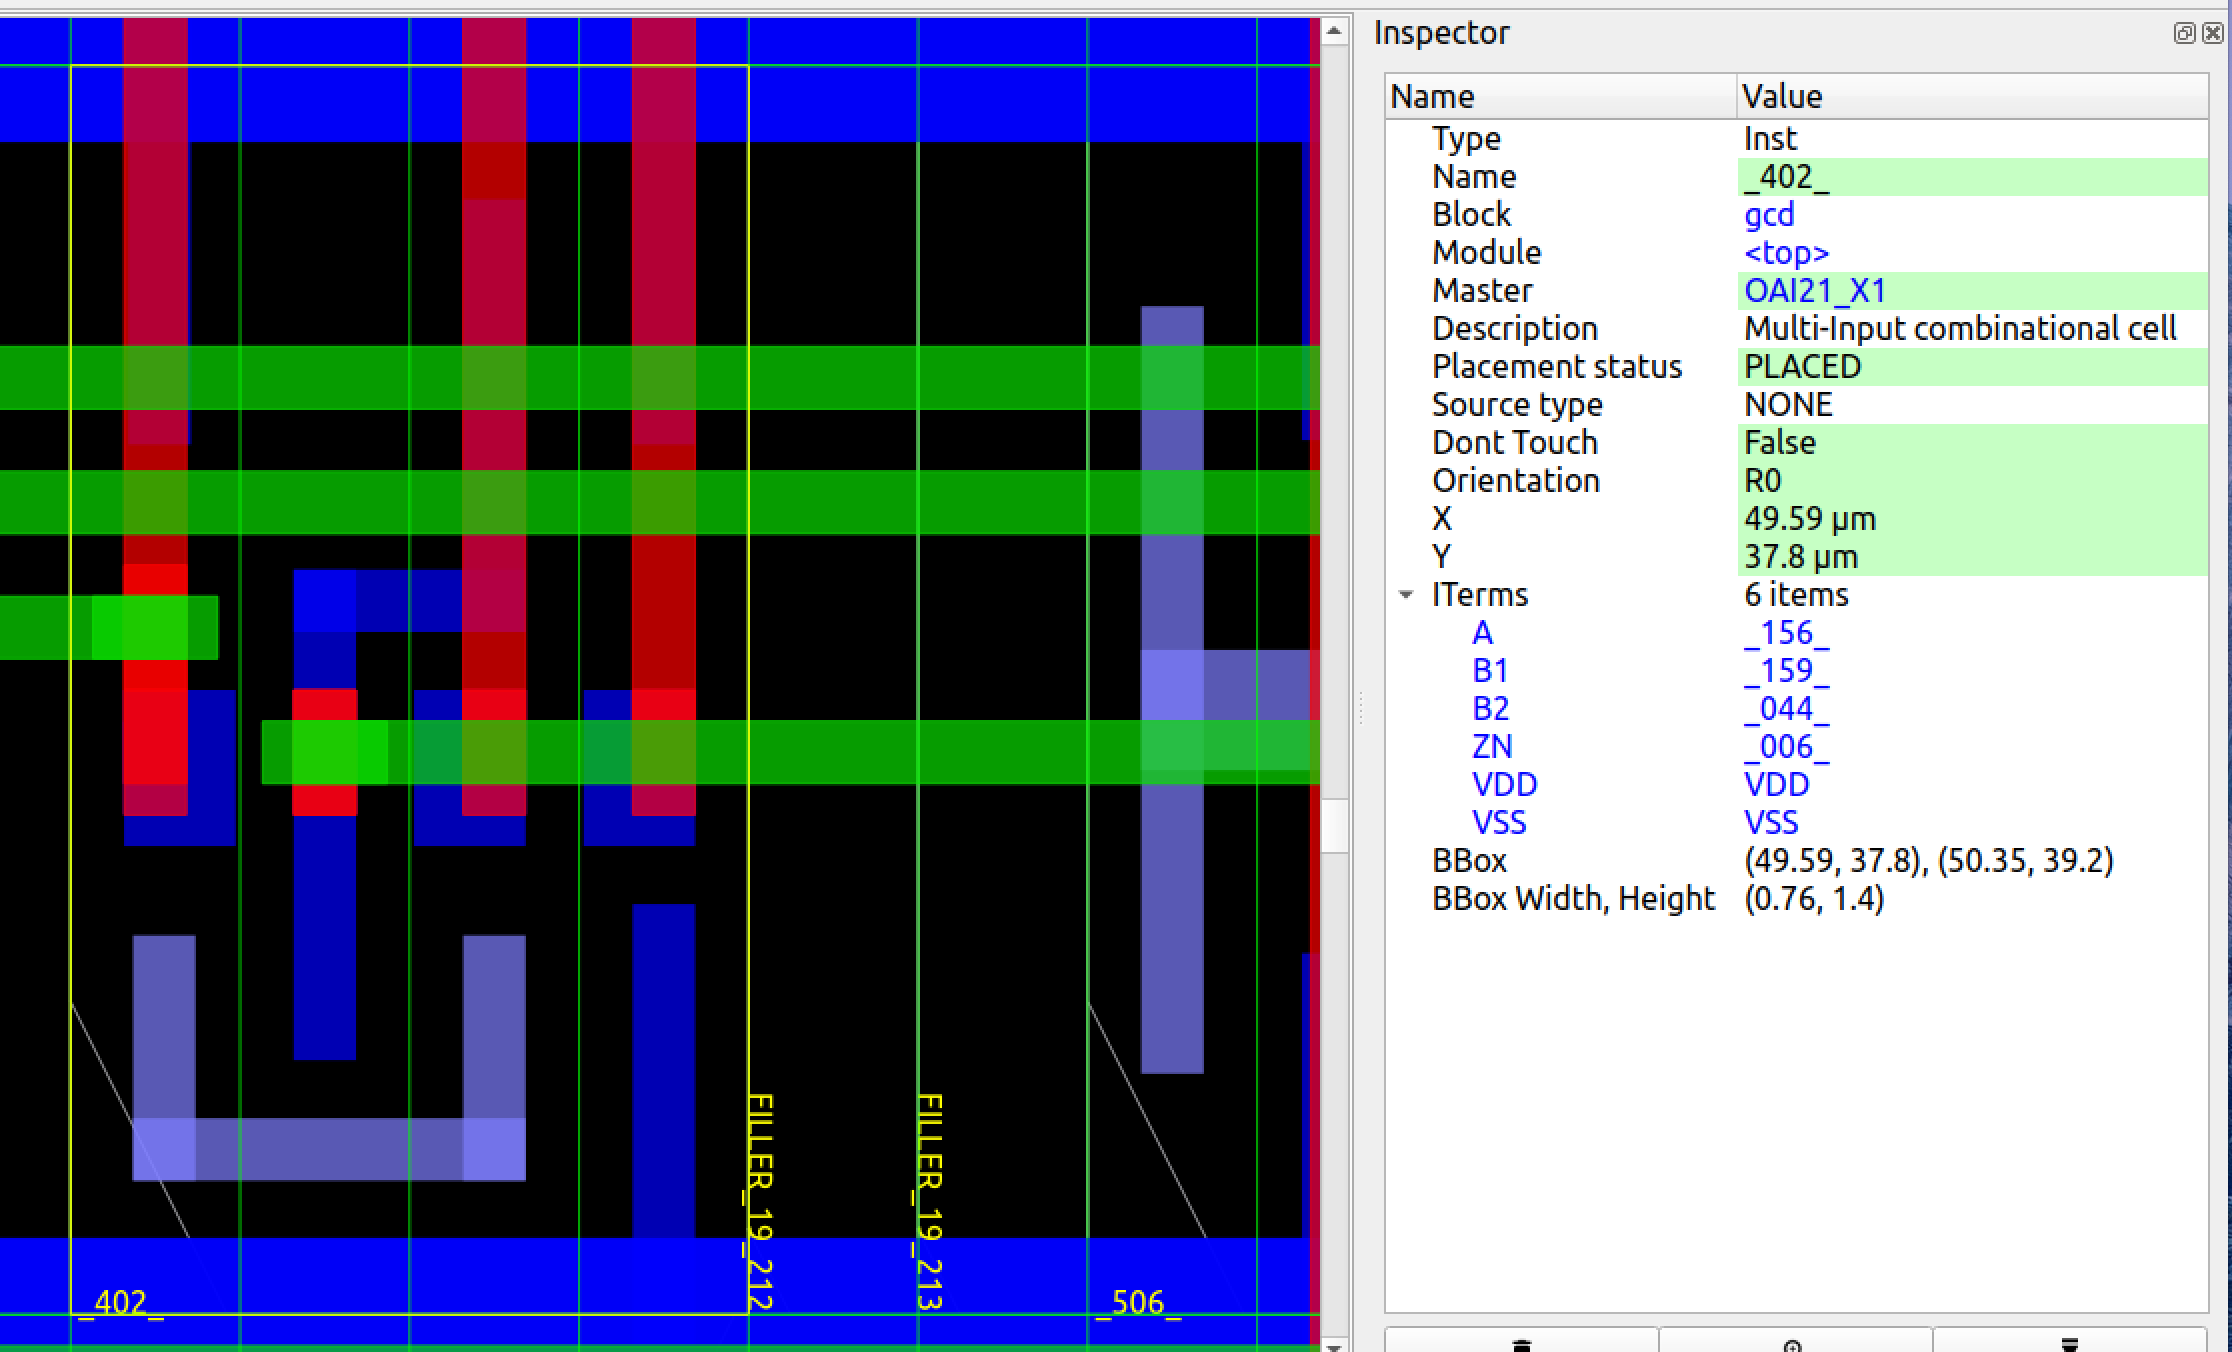 Inspector
Name Value
Type Inst
Name _402_
Block gcd
Module <top>
Master OAI21_X1
Description Multi-Input combinational cell
Placement status PLACED
Source type NONE
Dont Touch False
Orientation R0
X 49.59 μm
Y 37.8 μm
ITerms 6 items
A _156_
B1 _159_
B2 _044_
ZN _006_
VDD VDD
VSS VSS
BBox (49.59, 37.8), (50.35, 39.2)
BBox Width, Height (0.76, 1.4)
FILLER_19_212
FILLER_19_213
_402_
_506_